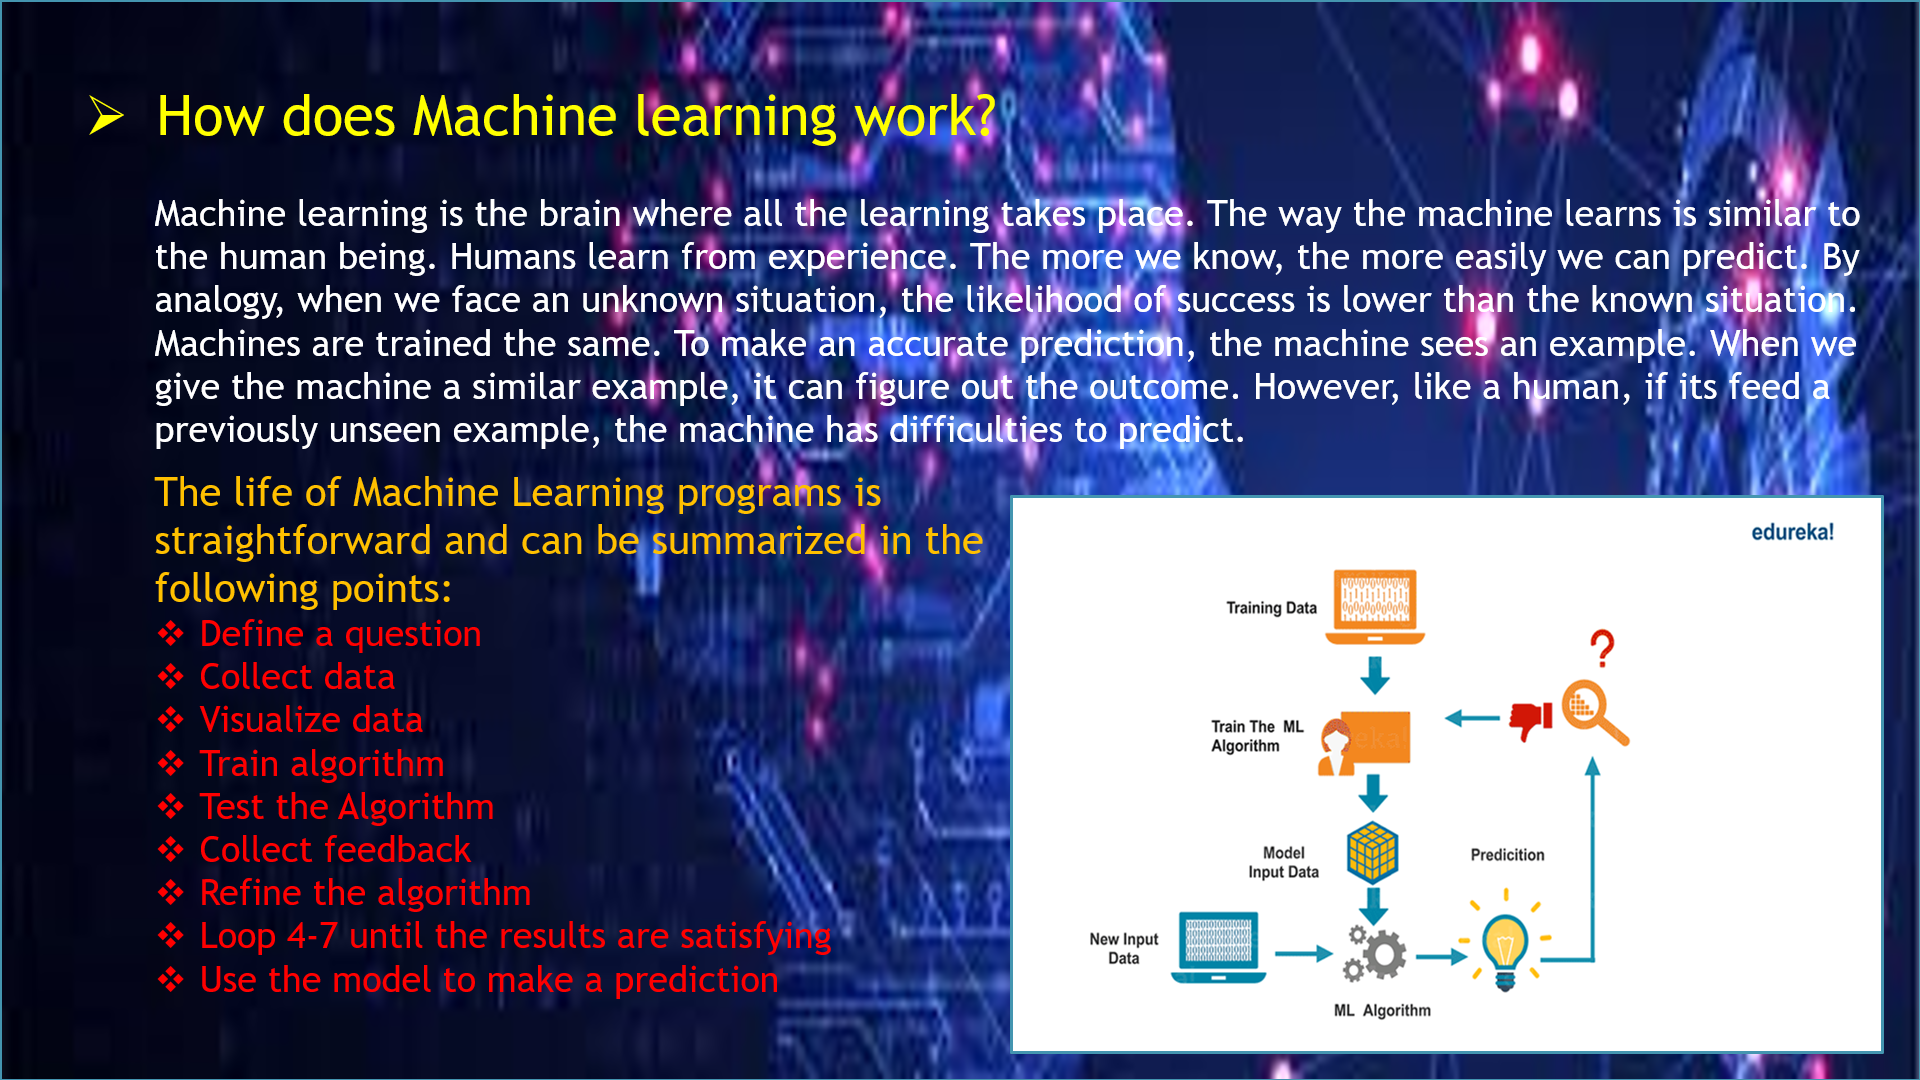 How does Machine learning work?
Machine learning is the brain where all the learning takes place. The way the machine learns is similar to
the human being. Humans learn from experience. The more we know, the more easily we can predict. By
analogy, when we face an unknown situation, the likelihood of success is lower than the known situation.
Machines are trained the same. To make an accurate prediction, the machine sees an example. When we
give the machine a similar example, it can figure out the outcome. However, like a human, if its feed a
previously unseen example, the machine has difficulties to predict.
The life of Machine Learning programs is
straightforward and can be summarized in the
following points:
Define a question
Collect data
Visualize data
Train algorithm
Test the Algorithm
Collect feedback
Refine the algorithm
Loop 4-7 until the results are satisfying
Use the model to make a prediction
edureka!
Training Data
?
Train The ML
Algorithm
Model
Input Data
Predicition
New Input
Data
ML Algorithm